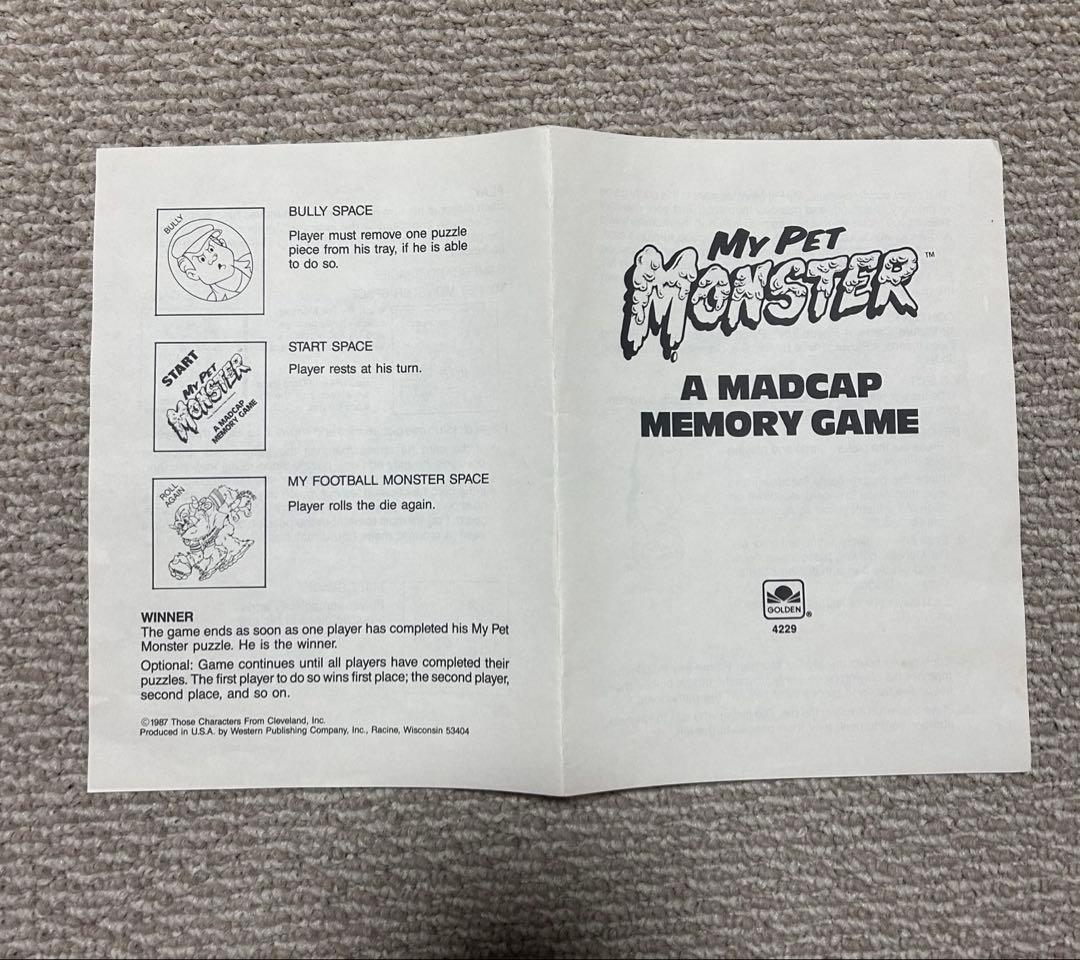 BULLY
BULLY SPACE
Player must remove one puzzle
piece from his tray, if he is able
to do so.
START
MY PET
MONSTER
A MADCAP
MEMORY GAME
START SPACE
Player rests at his turn.
ROLL
AGAIN
MY FOOTBALL MONSTER SPACE
Player rolls the die again.
WINNER
The game ends as soon as one player has completed his My Pet
Monster puzzle. He is the winner.
Optional: Game continues until all players have completed their
puzzles. The first player to do so wins first place; the second player,
second place, and so on.
©1987 Those Characters From Cleveland, Inc.
Produced in U.S.A. by Western Publishing Company, Inc., Racine, Wisconsin 53404
MY PET
MONSTER™
A MADCAP
MEMORY GAME
GOLDEN®
4229